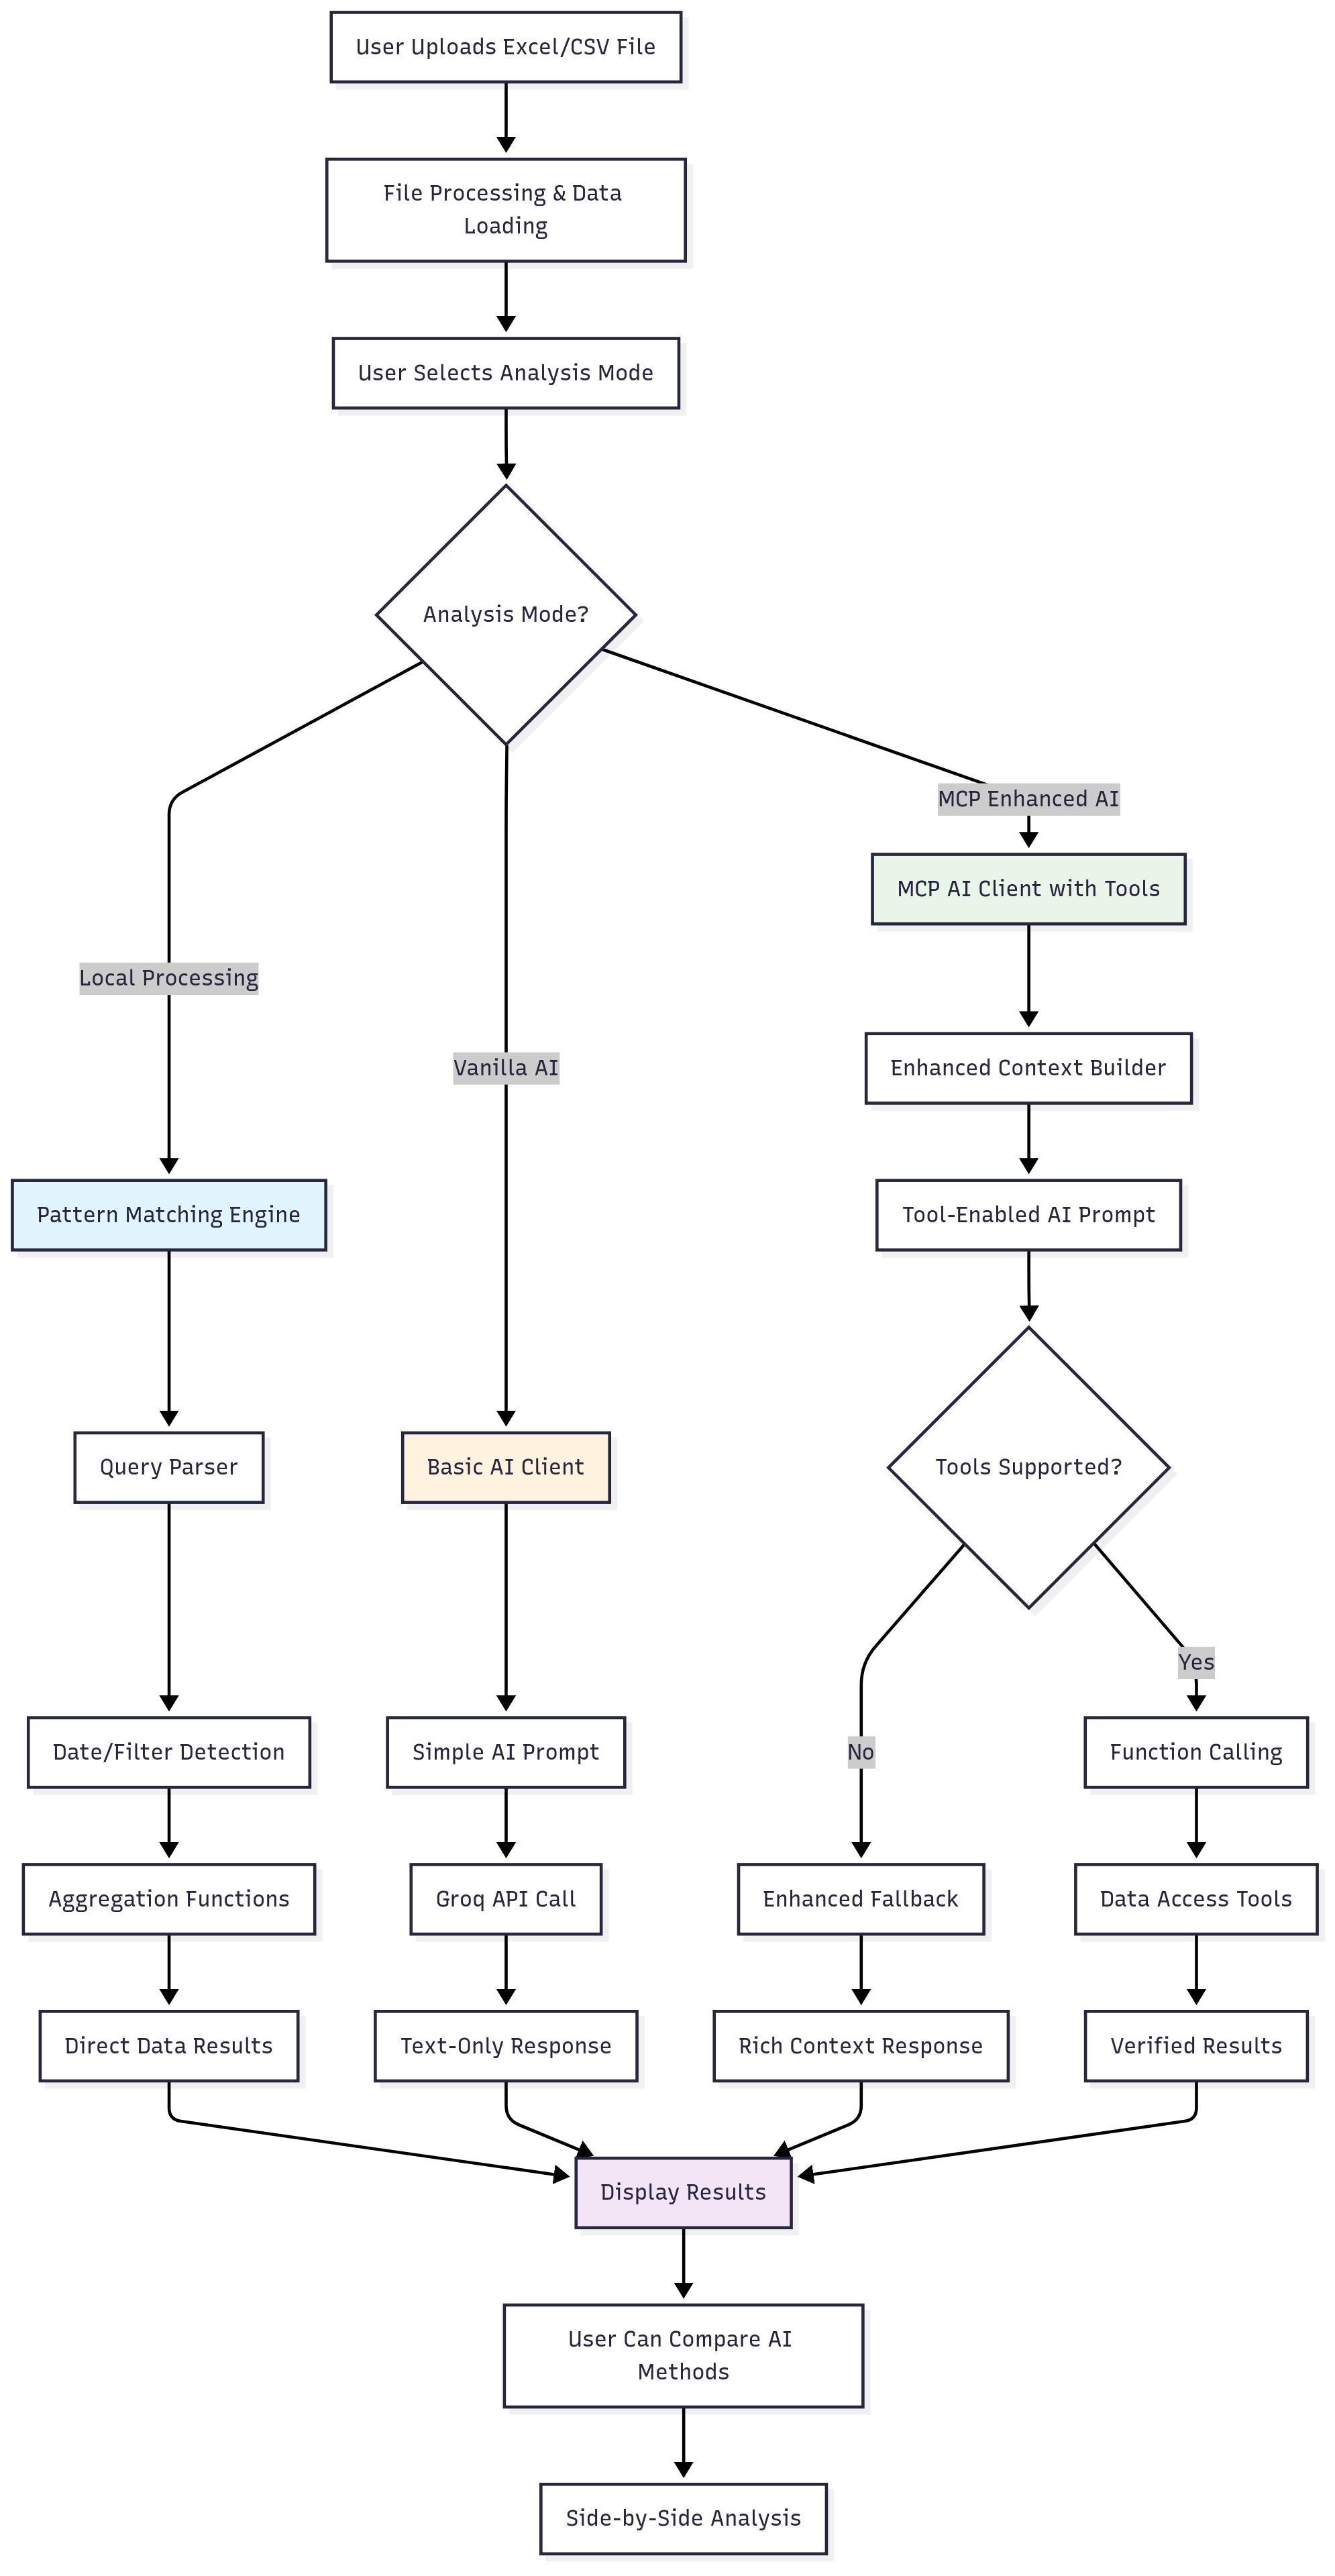 User Uploads Excel/CSV File
File Processing & Data
Loading
User Selects Analysis Mode
Analysis Mode?
MCP Enhanced AI
MCP AI Client with Tools
Local Processing
Vanilla AI
Enhanced Context Builder
Pattern Matching Engine
Tool-Enabled AI Prompt
Query Parser
Basic AI Client
Tools Supported?
Yes
Date/Filter Detection
Simple AI Prompt
No
Function Calling
Aggregation Functions
Groq API Call
Enhanced Fallback
Data Access Tools
Direct Data Results
Text-Only Response
Rich Context Response
Verified Results
Display Results
User Can Compare AI
Methods
Side-by-Side Analysis